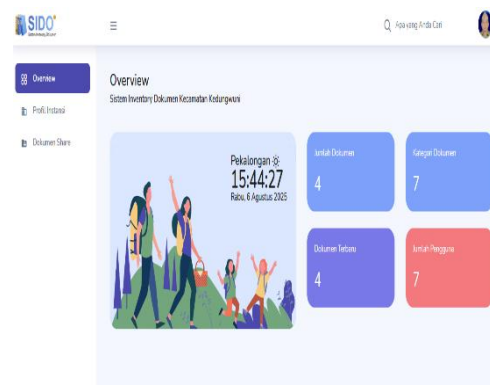 SIDO
Apa yang Anda Cari
Overview
Profil Instansi
Dokumen Share
Overview
Sistem Inventory Dokumen Kecamatan Kedungwuni
Pekalongan
15:44:27
Rabu, 6 Agustus 2025
Jumlah Dokumen
4
Kategori Dokumen
7
Dokumen Terbaru
4
Jumlah Pengguna
7